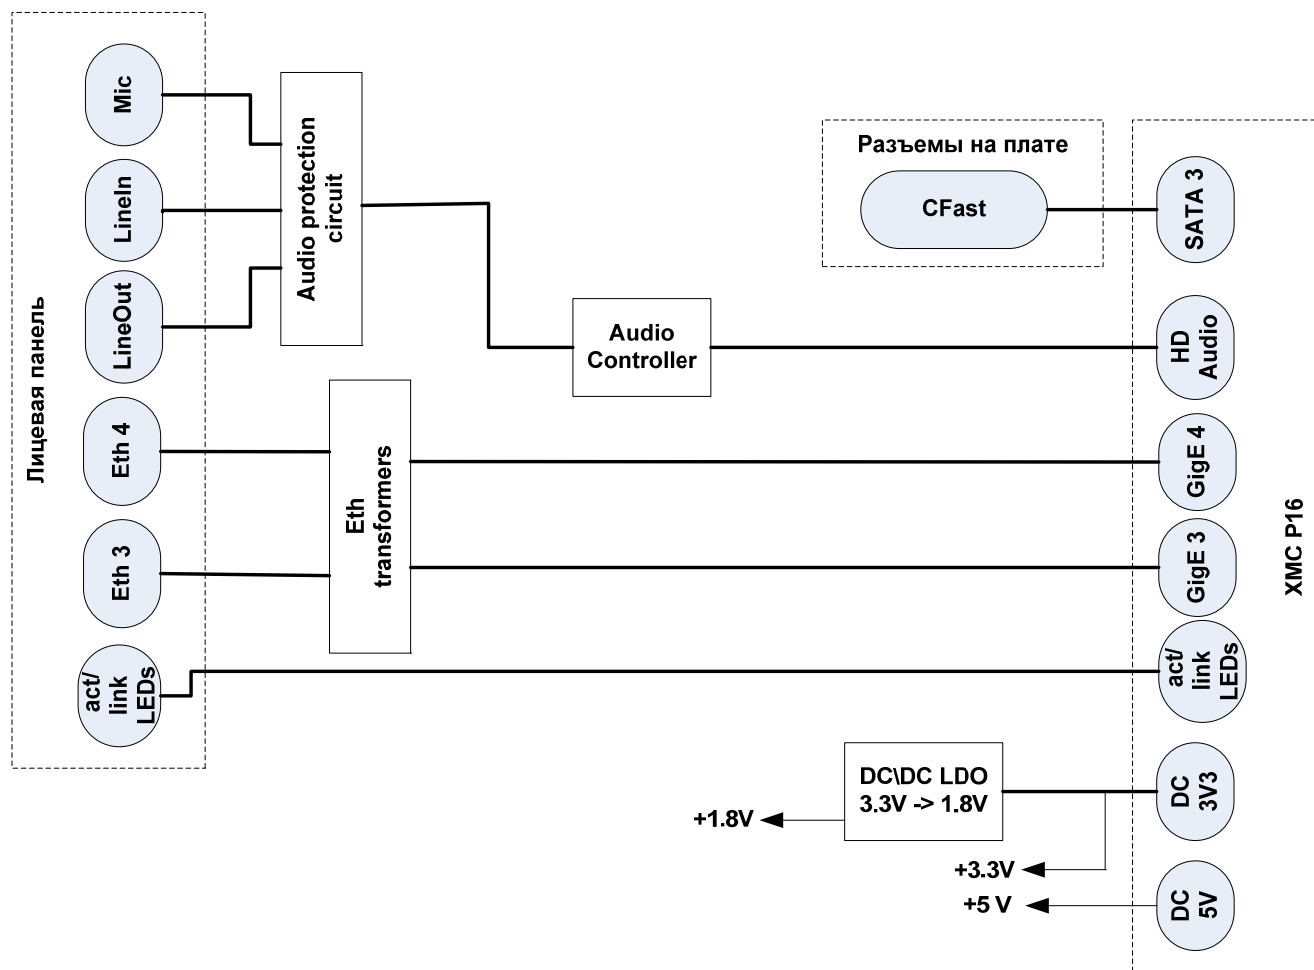 Лицевая панель
Mic
LineIn
LineOut
Eth 4
Eth 3
act/
link
LEDs
Audio protection
circuit
Eth
transformers
Audio
Controller
Разъемы на плате
CFast
SATA 3
HD
Audio
GigE 4
GigE 3
act/
link
LEDs
XMC P16
DC\DC LDO
3.3V -> 1.8V
+1.8V
DC
3V3
+3.3V
+5 V
DC
5V